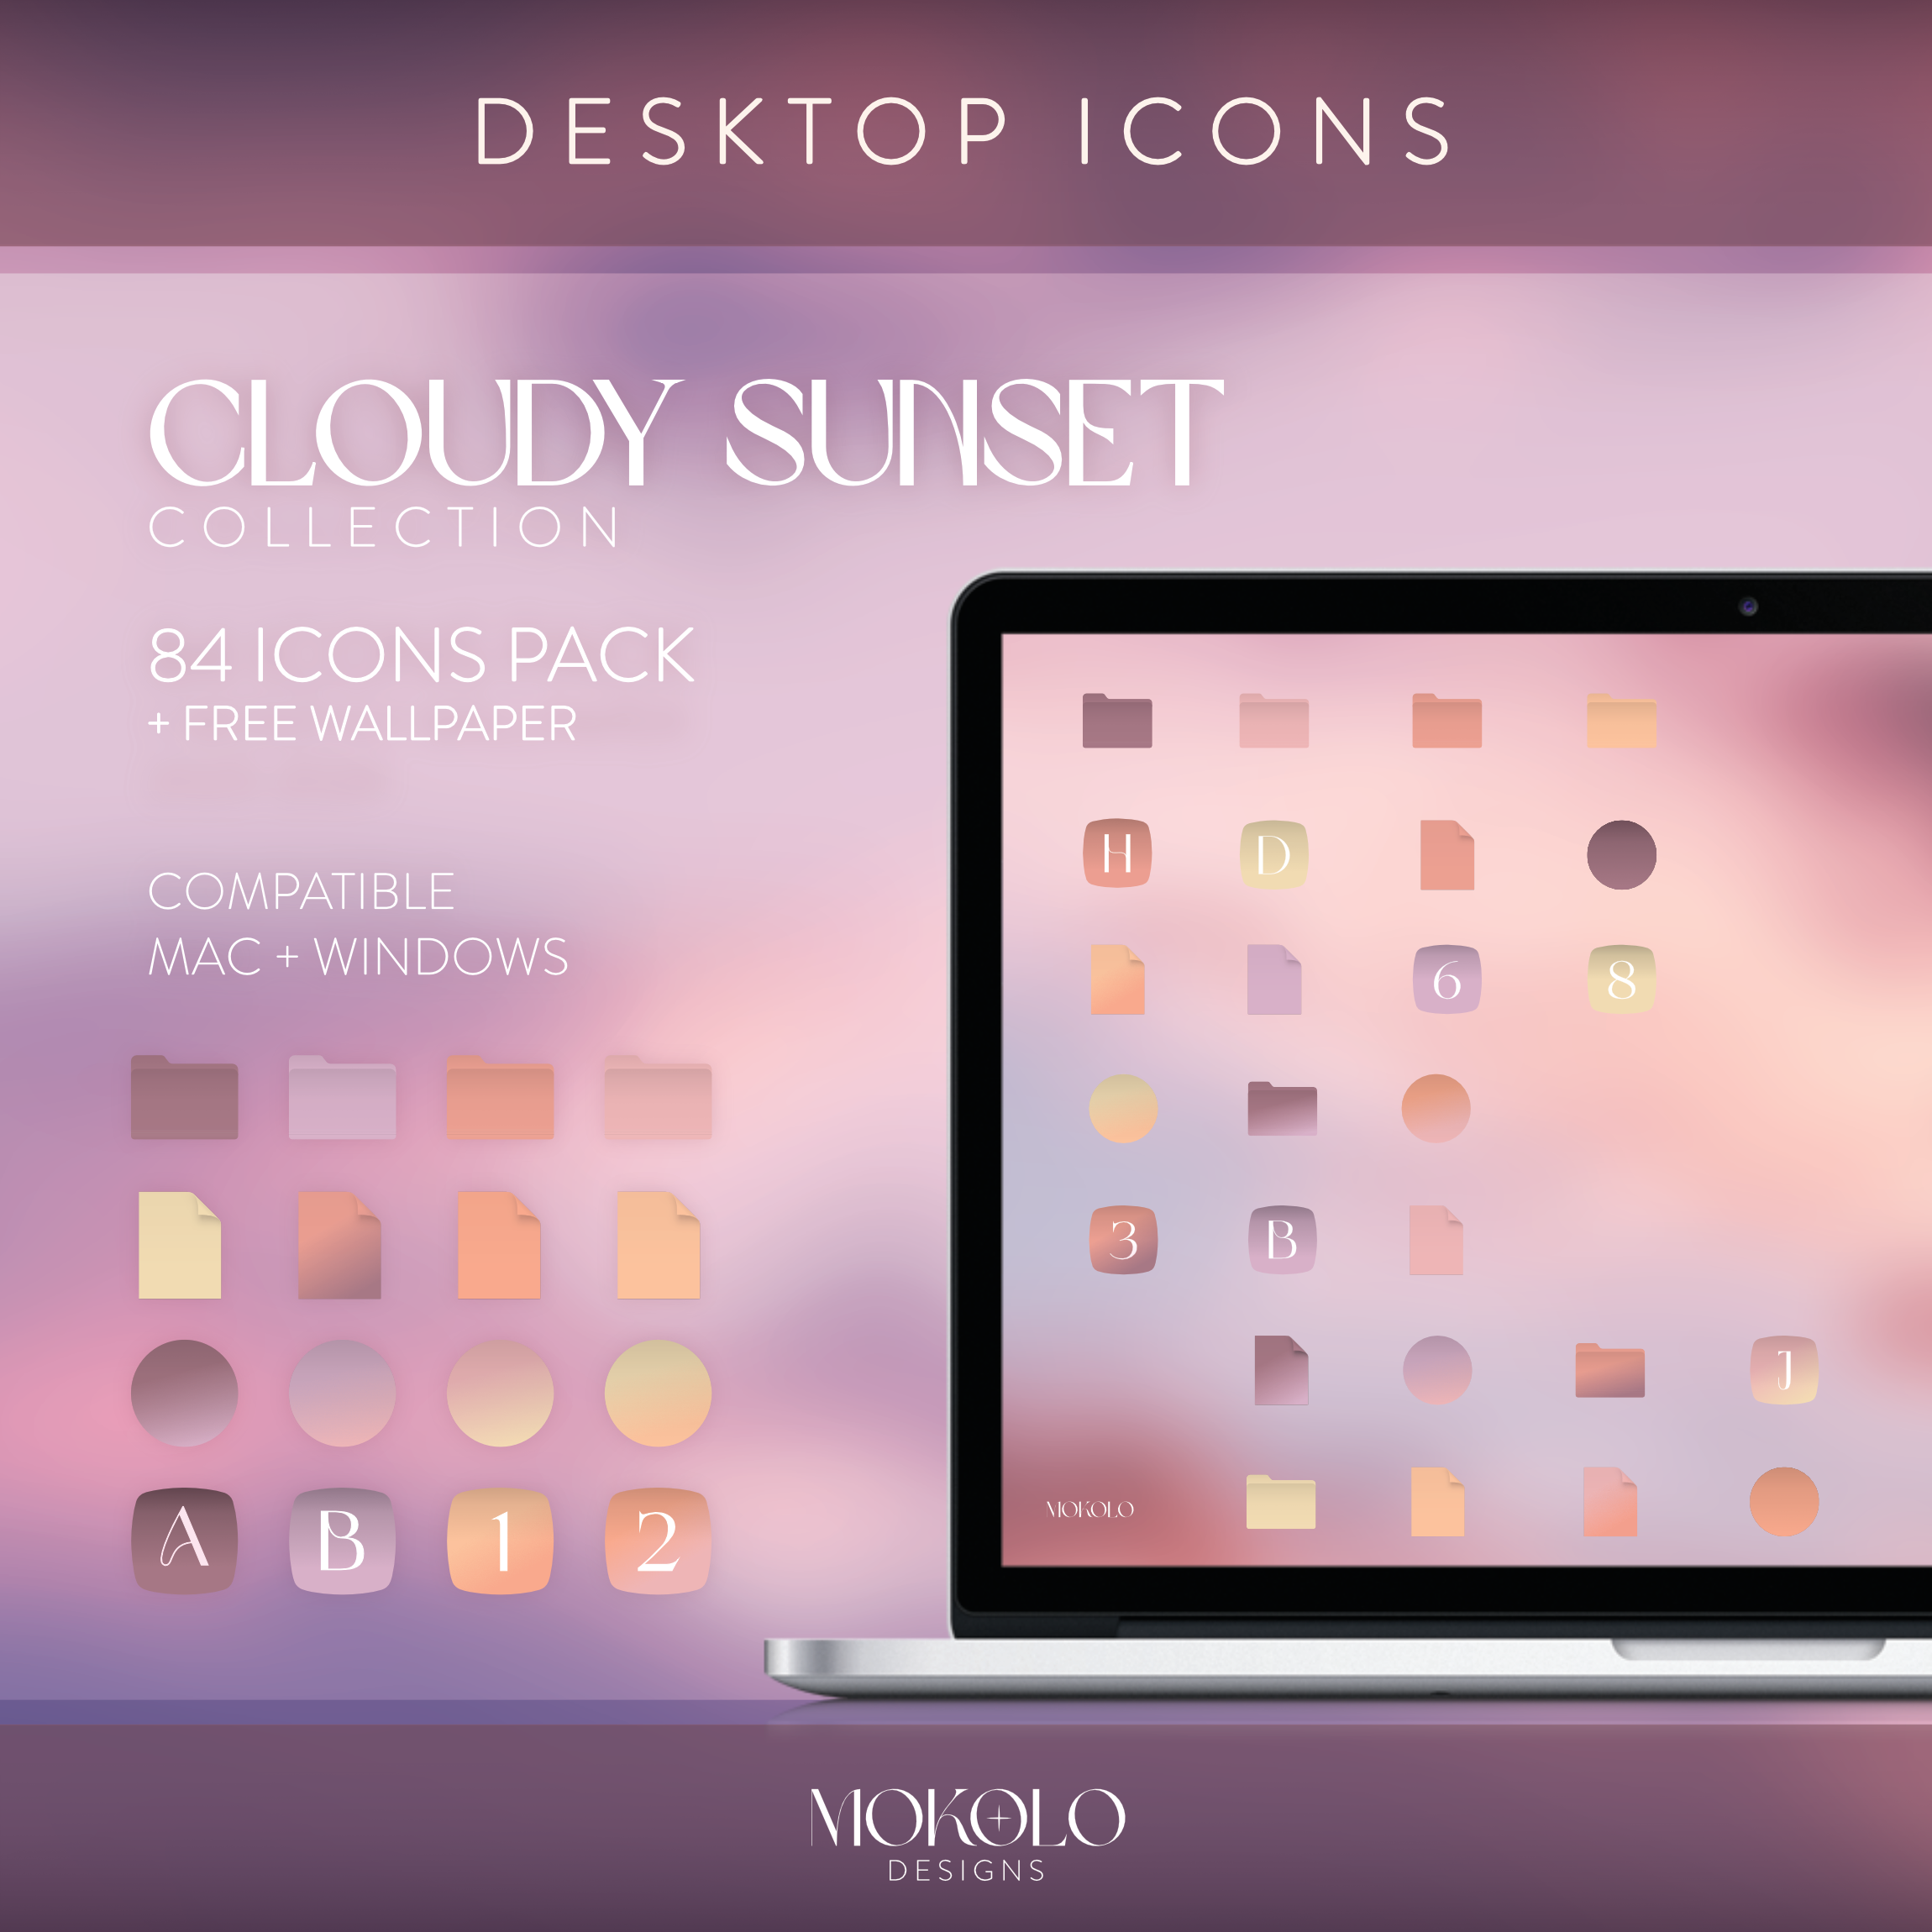 DESKTOP ICONS
CLOUDY SUNSET
COLLECTION
84 ICONS PACK
+ FREE WALLPAPER
COMPATIBLE
MAC + WINDOWS
A B 1 2
H D
6 8
3 B
J
MOKOLO
MOKOLO
DESIGNS